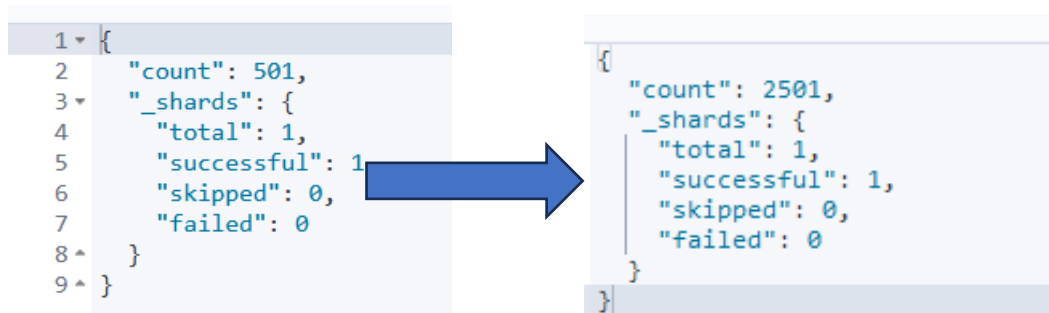 1 {
2 "count": 501,
3 "_shards": {
4 "total": 1,
5 "successful": 1
6 "skipped": 0,
7 "failed": 0
8 }
9 }
{
"count": 2501,
"_shards": {
"total": 1,
"successful": 1,
"skipped": 0,
"failed": 0
}
}